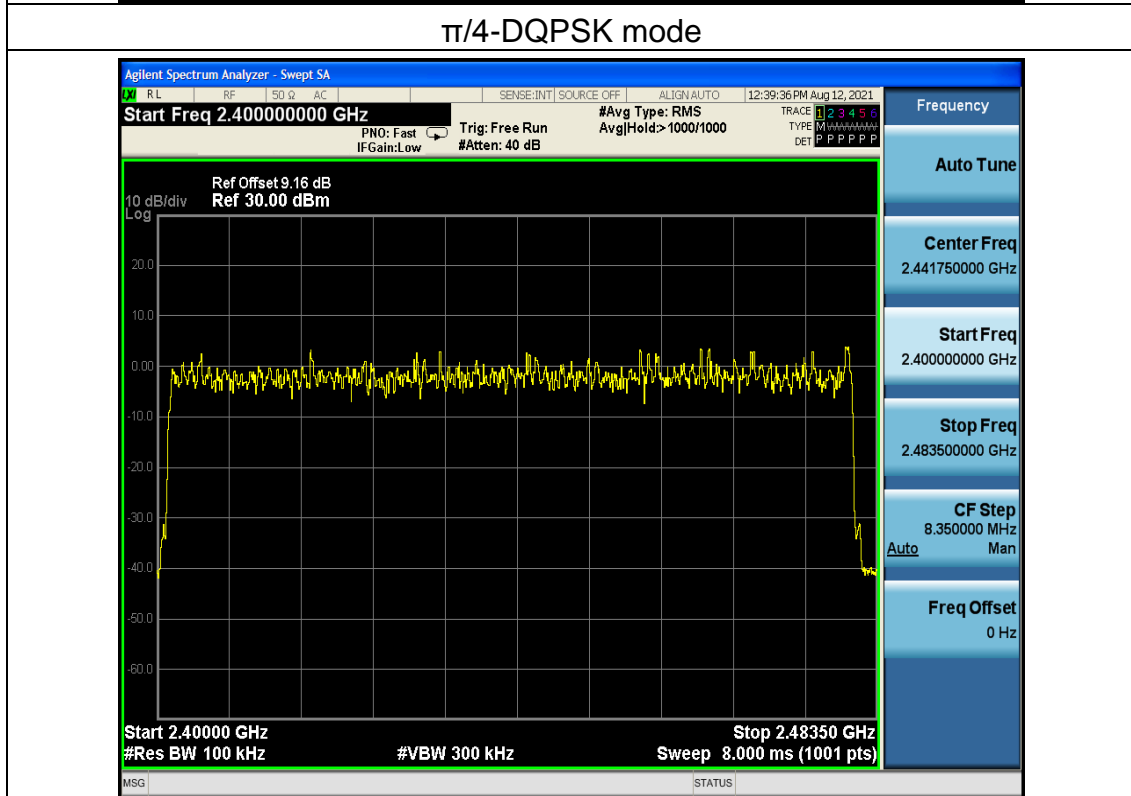 π/4-DQPSK mode
Agilent Spectrum Analyzer - Swept SA
LXI RL RF 50 Ω AC SENSE:INT SOURCE OFF ALIGN AUTO 12:39:36 PM Aug 12, 2021
Start Freq 2.400000000 GHz
PNO: Fast
IFGain:Low
Trig: Free Run
#Atten: 40 dB
#Avg Type: RMS
Avg|Hold:>1000/1000
TRACE 1 2 3 4 5 6
TYPE M
DET P P P P P P
Ref Offset 9.16 dB
10 dB/div Ref 30.00 dBm
Log
20.0
10.0
0.00
-10.0
-20.0
-30.0
-40.0
-50.0
-60.0
Start 2.40000 GHz Stop 2.48350 GHz
#Res BW 100 kHz #VBW 300 kHz Sweep 8.000 ms (1001 pts)
MSG STATUS
Frequency
Auto Tune
Center Freq
2.441750000 GHz
Start Freq
2.400000000 GHz
Stop Freq
2.483500000 GHz
CF Step
8.350000 MHz
Auto Man
Freq Offset
0 Hz